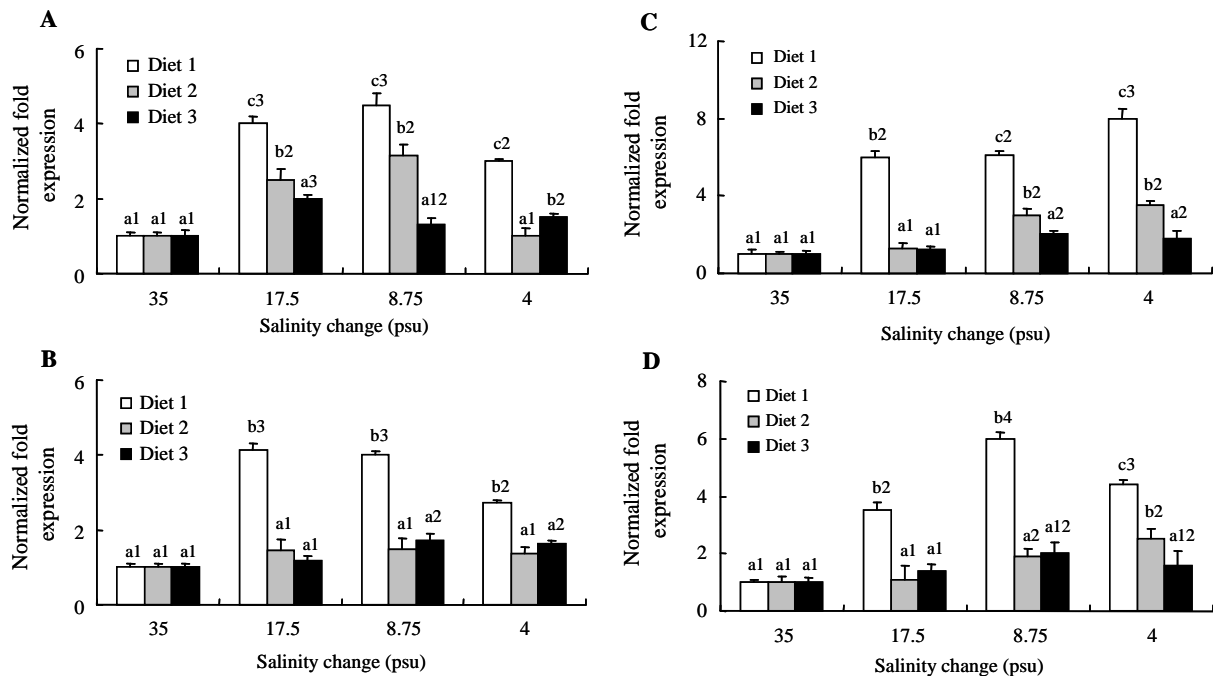 A
Normalized fold
expression
6
4
2
0
Diet 1
Diet 2
Diet 3
a1 a1 a1
c3 b2 a3
c3 b2 a12
c2 a1 b2
35 17.5 8.75 4
Salinity change (psu)
B
Normalized fold
expression
6
4
2
0
Diet 1
Diet 2
Diet 3
a1 a1 a1
b3 a1 a1
b3 a1 a2
b2 a1 a2
35 17.5 8.75 4
Salinity change (psu)
C
Normalized fold
expression
12
8
4
0
Diet 1
Diet 2
Diet 3
a1 a1 a1
b2 a1 a1
c2 b2 a2
c3 b2 a2
35 17.5 8.75 4
Salinity change (psu)
D
Normalized fold
expression
8
6
4
2
0
Diet 1
Diet 2
Diet 3
a1 a1 a1
b2 a1 a1
b4 a2 a12
c3 b2 a12
35 17.5 8.75 4
Salinity change (psu)